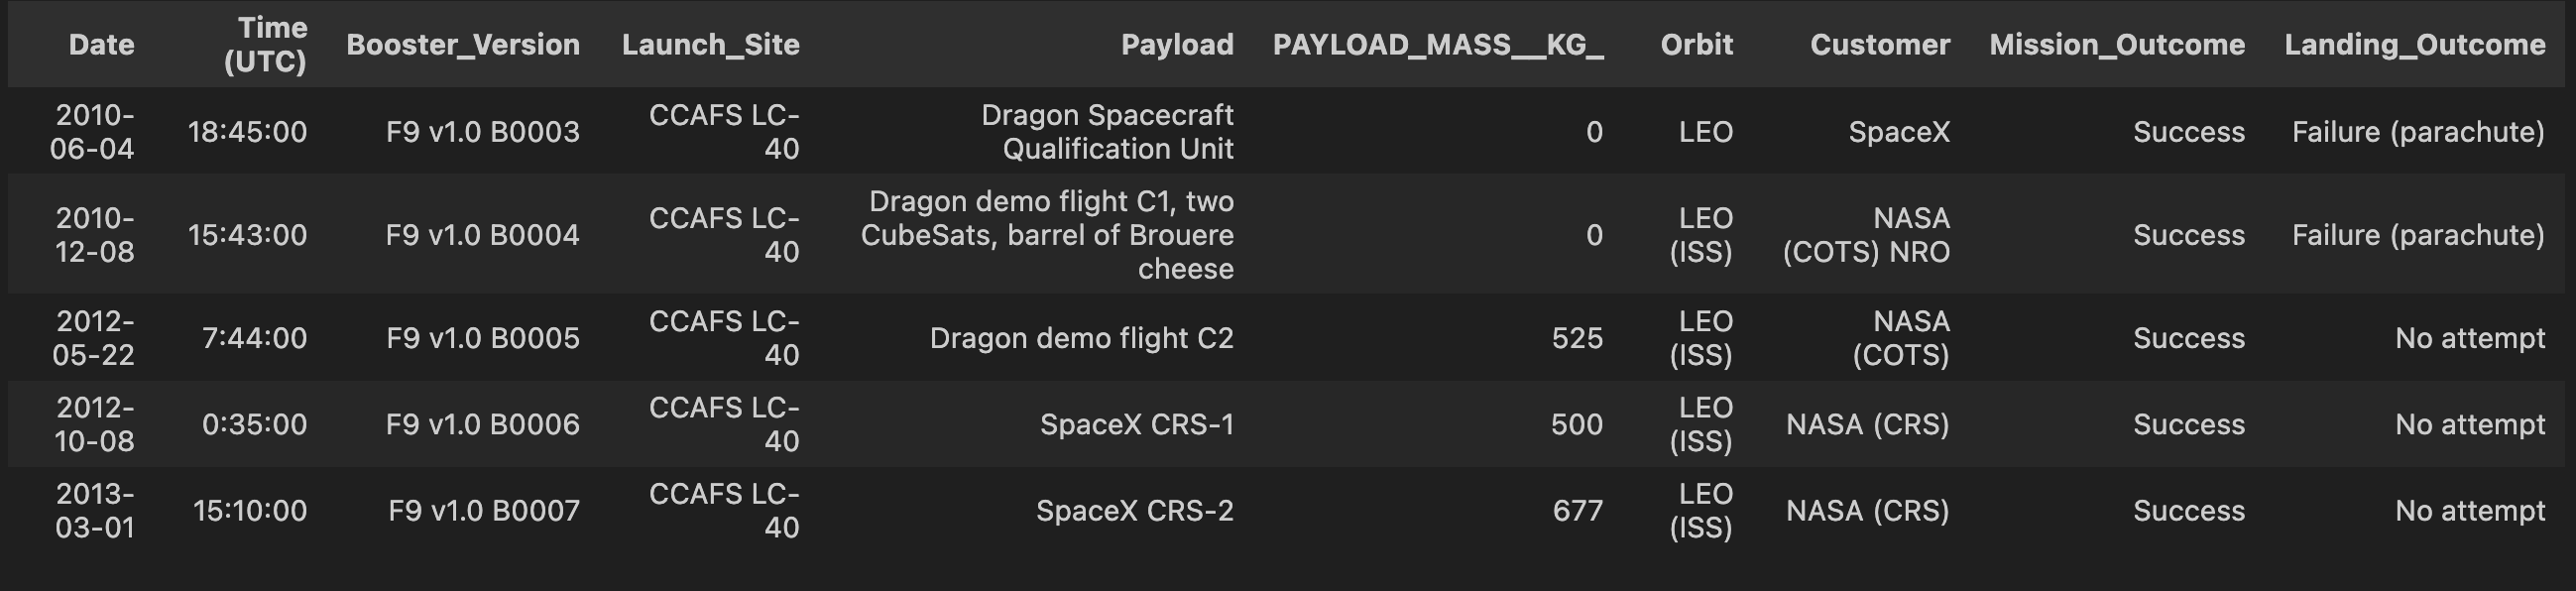 Date Time (UTC) Booster_Version Launch_Site Payload PAYLOAD_MASS__KG_ Orbit Customer Mission_Outcome Landing_Outcome
2010-06-04 18:45:00 F9 v1.0 B0003 CCAFS LC-40 Dragon Spacecraft Qualification Unit 0 LEO SpaceX Success Failure (parachute)
2010-12-08 15:43:00 F9 v1.0 B0004 CCAFS LC-40 Dragon demo flight C1, two CubeSats, barrel of Brouere cheese 0 LEO (ISS) NASA (COTS) NRO Success Failure (parachute)
2012-05-22 7:44:00 F9 v1.0 B0005 CCAFS LC-40 Dragon demo flight C2 525 LEO (ISS) NASA (COTS) Success No attempt
2012-10-08 0:35:00 F9 v1.0 B0006 CCAFS LC-40 SpaceX CRS-1 500 LEO (ISS) NASA (CRS) Success No attempt
2013-03-01 15:10:00 F9 v1.0 B0007 CCAFS LC-40 SpaceX CRS-2 677 LEO (ISS) NASA (CRS) Success No attempt